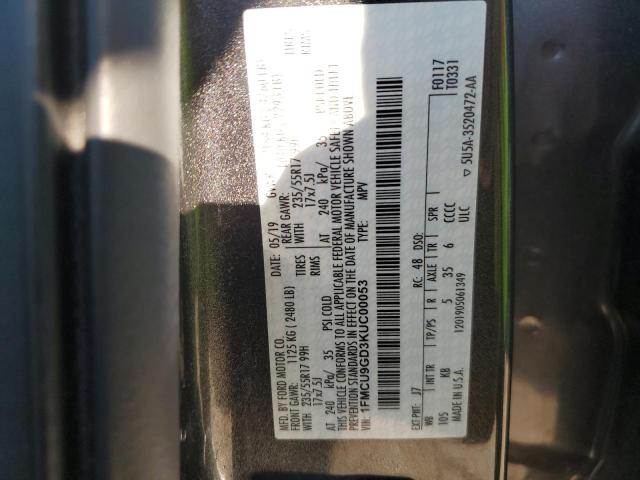 MFD. BY FORD MOTOR CO.
DATE: 05/19
FRONT GAWR: 1125 KG ( 2480 LB)
REAR GAWR:
235/55R17 99H TIRES WITH 235/55R17 99H
17x7.5J RIMS 17x7.5J
AT 240 kPa/ 35 PSI COLD AT 240 kPa/ 35 PSI COLD
THIS VEHICLE CONFORMS TO ALL APPLICABLE FEDERAL MOTOR VEHICLE SAFETY
STANDARDS IN EFFECT ON THE DATE OF MANUFACTURE SHOWN ABOVE.
VIN: 1FMCU9GD3KUC00053
TYPE: MPV
F0117
T0331
EXT PNT: J7 RC: 48 DSO:
WB INT TR TP/PS R AXLE TR SPR
105 KB 5 35 6 CCCC
ULC
MADE IN U.S.A. 1201905061349
▽ 5U5A-3520472-AA